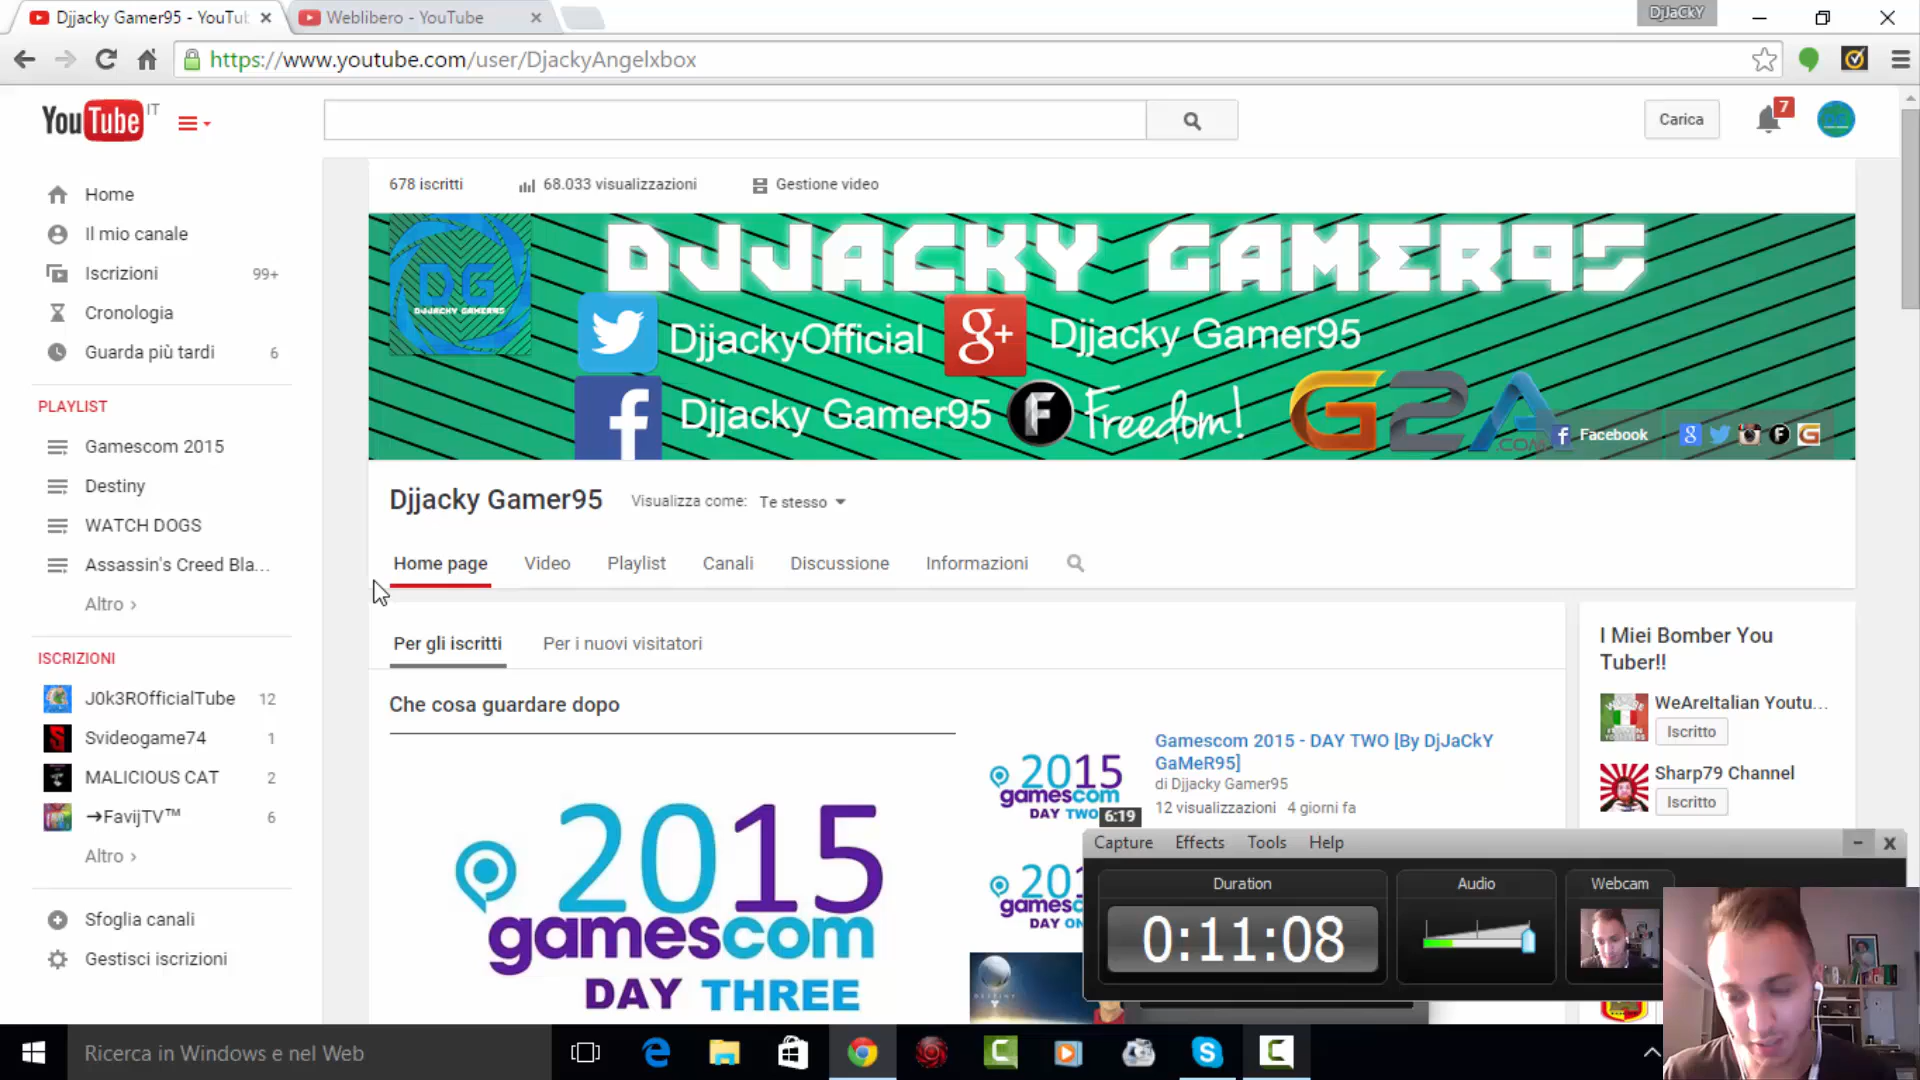 Djjacky Gamer95 - YouTu
Weblibero - YouTube
DjJaCkY
https://www.youtube.com/user/DjackyAngelxbox
YouTube IT
Carica
7
Home
Il mio canale
Iscrizioni 99+
Cronologia
Guarda più tardi 6
PLAYLIST
Gamescom 2015
Destiny
WATCH DOGS
Assassin's Creed Bla...
Altro ›
ISCRIZIONI
J0k3ROfficialTube 12
Svideogame74 1
MALICIOUS CAT 2
➔FavijTV™ 6
Altro ›
Sfoglia canali
Gestisci iscrizioni
678 iscritti
68.033 visualizzazioni
Gestione video
DJJACKY GAMER95
DG
DJJACKY GAMER95
DjjackyOfficial
g+ Djjacky Gamer95
f Djjacky Gamer95
F Freedom!
G2A
.COM
Facebook
Djjacky Gamer95
Visualizza come: Te stesso
Home page
Video
Playlist
Canali
Discussione
Informazioni
Per gli iscritti
Per i nuovi visitatori
Che cosa guardare dopo
2015
gamescom
DAY THREE
2015
gamescom
DAY TWO
6:19
Gamescom 2015 - DAY TWO [By DjJaCkY
GaMeR95]
di Djjacky Gamer95
12 visualizzazioni 4 giorni fa
I Miei Bomber You
Tuber!!
WeAreItalian Youtu...
Iscritto
Sharp79 Channel
Iscritto
Capture
Effects
Tools
Help
Duration
0:11:08
Audio
Webcam
DESTINY
Ricerca in Windows e nel Web